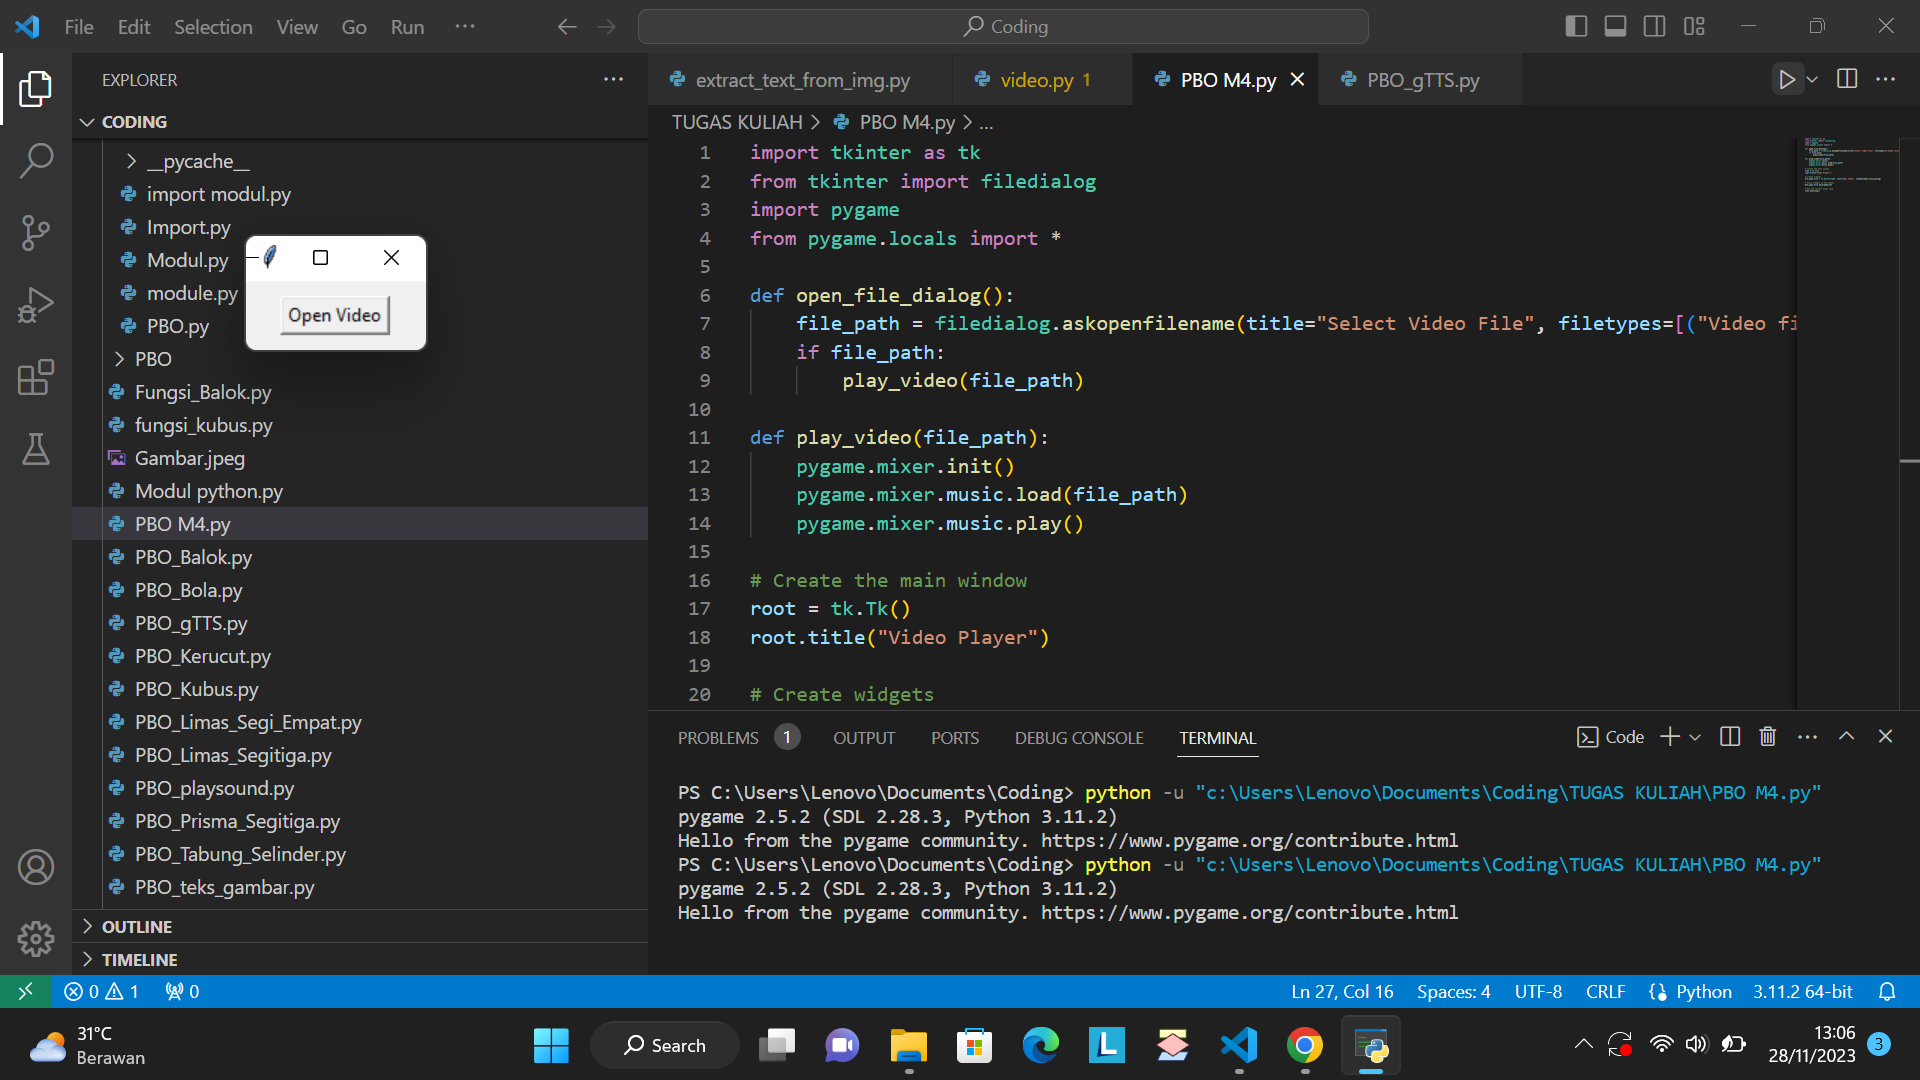 File Edit Selection View Go Run ··· Coding
EXPLORER
CODING
__pycache__
import modul.py
Import.py
Modul.py
module.py
PBO.py
PBO
Fungsi_Balok.py
fungsi_kubus.py
Gambar.jpeg
Modul python.py
PBO M4.py
PBO_Balok.py
PBO_Bola.py
PBO_gTTS.py
PBO_Kerucut.py
PBO_Kubus.py
PBO_Limas_Segi_Empat.py
PBO_Limas_Segitiga.py
PBO_playsound.py
PBO_Prisma_Segitiga.py
PBO_Tabung_Selinder.py
PBO_teks_gambar.py
OUTLINE
TIMELINE
Open Video
extract_text_from_img.py video.py 1 PBO M4.py PBO_gTTS.py
TUGAS KULIAH > PBO M4.py > ...
1 import tkinter as tk
2 from tkinter import filedialog
3 import pygame
4 from pygame.locals import *
5
6 def open_file_dialog():
7 file_path = filedialog.askopenfilename(title="Select Video File", filetypes=[("Video fi
8 if file_path:
9 play_video(file_path)
10
11 def play_video(file_path):
12 pygame.mixer.init()
13 pygame.mixer.music.load(file_path)
14 pygame.mixer.music.play()
15
16 # Create the main window
17 root = tk.Tk()
18 root.title("Video Player")
19
20 # Create widgets
PROBLEMS 1 OUTPUT PORTS DEBUG CONSOLE TERMINAL Code
PS C:\Users\Lenovo\Documents\Coding> python -u "c:\Users\Lenovo\Documents\Coding\TUGAS KULIAH\PBO M4.py"
pygame 2.5.2 (SDL 2.28.3, Python 3.11.2)
Hello from the pygame community. https://www.pygame.org/contribute.html
PS C:\Users\Lenovo\Documents\Coding> python -u "c:\Users\Lenovo\Documents\Coding\TUGAS KULIAH\PBO M4.py"
pygame 2.5.2 (SDL 2.28.3, Python 3.11.2)
Hello from the pygame community. https://www.pygame.org/contribute.html
0 1 0 Ln 27, Col 16 Spaces: 4 UTF-8 CRLF Python 3.11.2 64-bit
31°C
Berawan
Search
L
13:06
28/11/2023
3